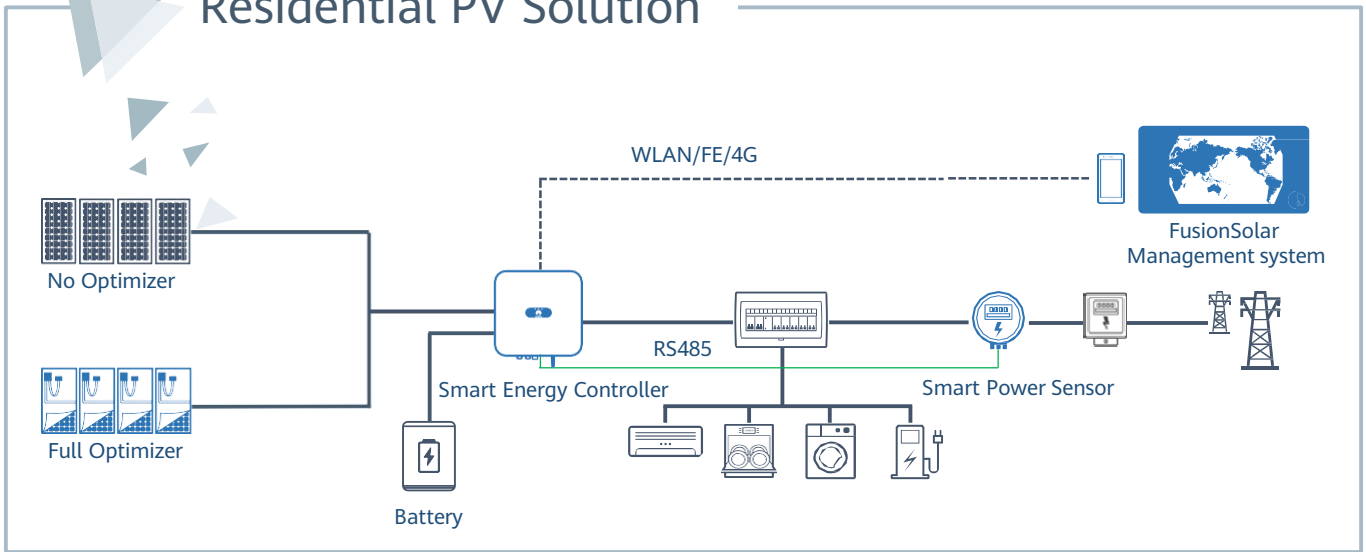 Residential PV Solution
WLAN/FE/4G
FusionSolar
Management system
No Optimizer
RS485
Smart Energy Controller
Smart Power Sensor
Full Optimizer
Battery